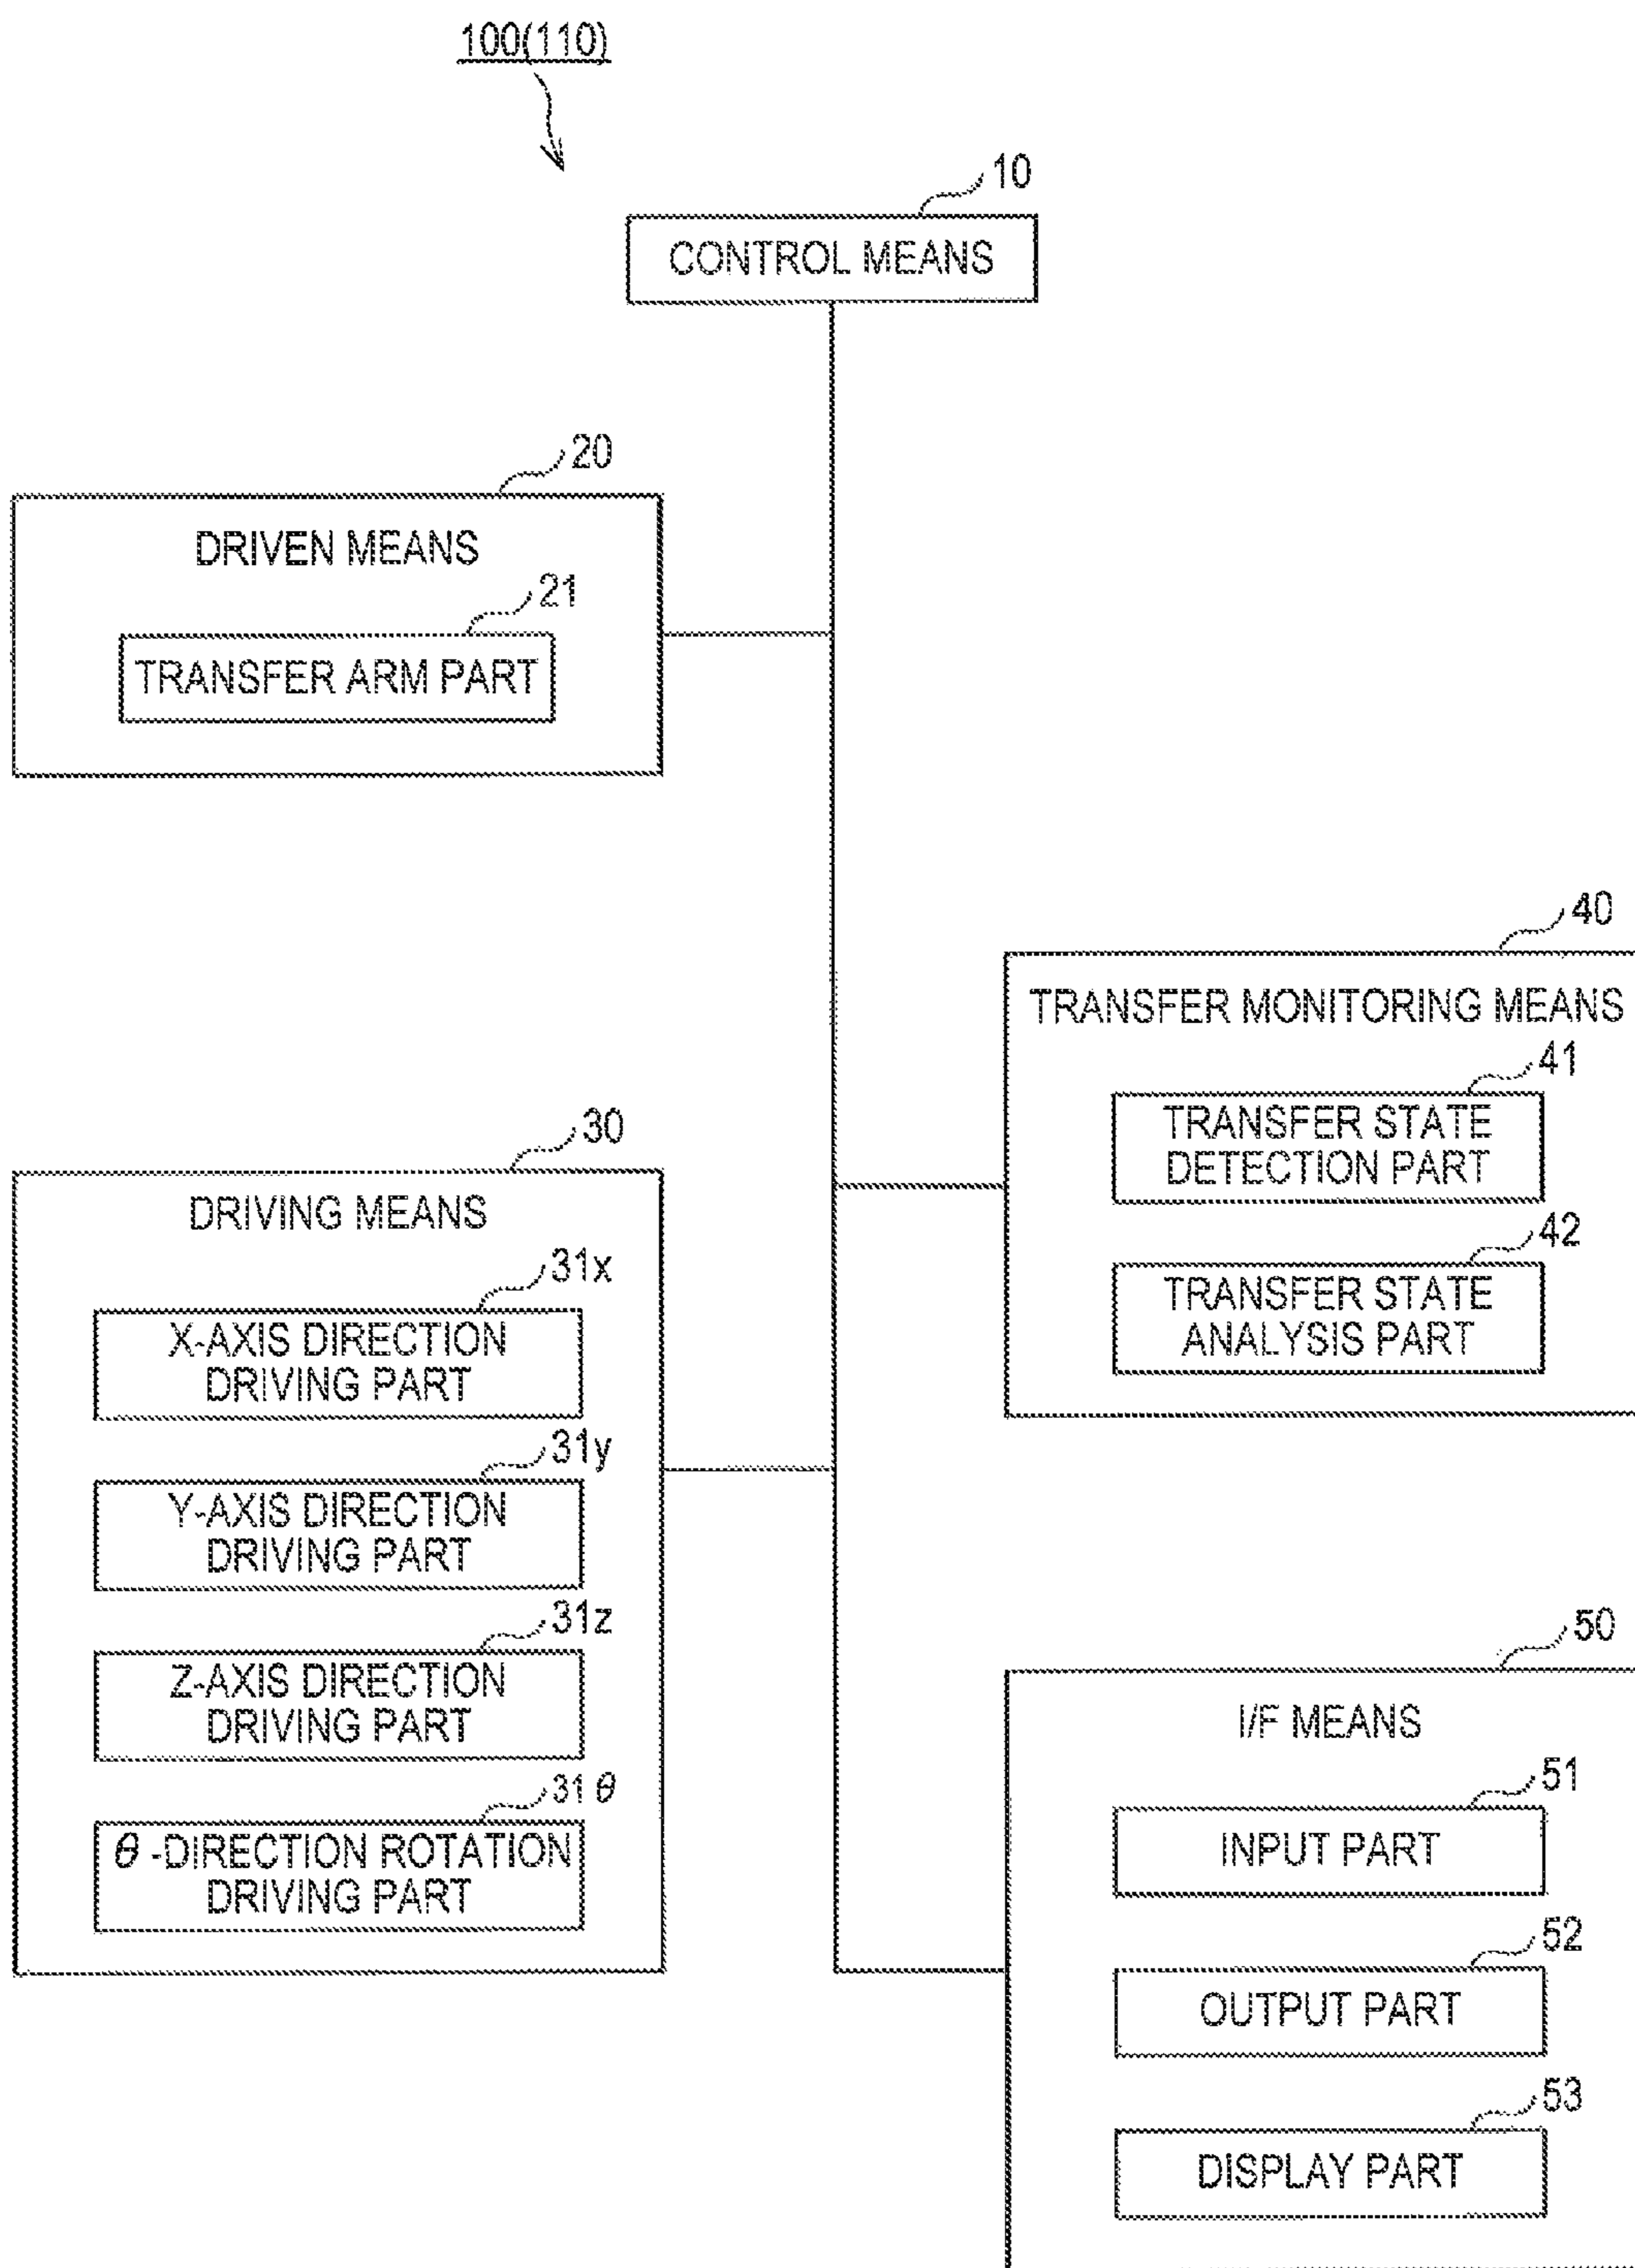 100(110)
10
CONTROL MEANS
20
DRIVEN MEANS
21
TRANSFER ARM PART
30
DRIVING MEANS
31x
X-AXIS DIRECTION
DRIVING PART
31y
Y-AXIS DIRECTION
DRIVING PART
31z
Z-AXIS DIRECTION
DRIVING PART
31θ
θ-DIRECTION ROTATION
DRIVING PART
40
TRANSFER MONITORING MEANS
41
TRANSFER STATE
DETECTION PART
42
TRANSFER STATE
ANALYSIS PART
50
I/F MEANS
51
INPUT PART
52
OUTPUT PART
53
DISPLAY PART